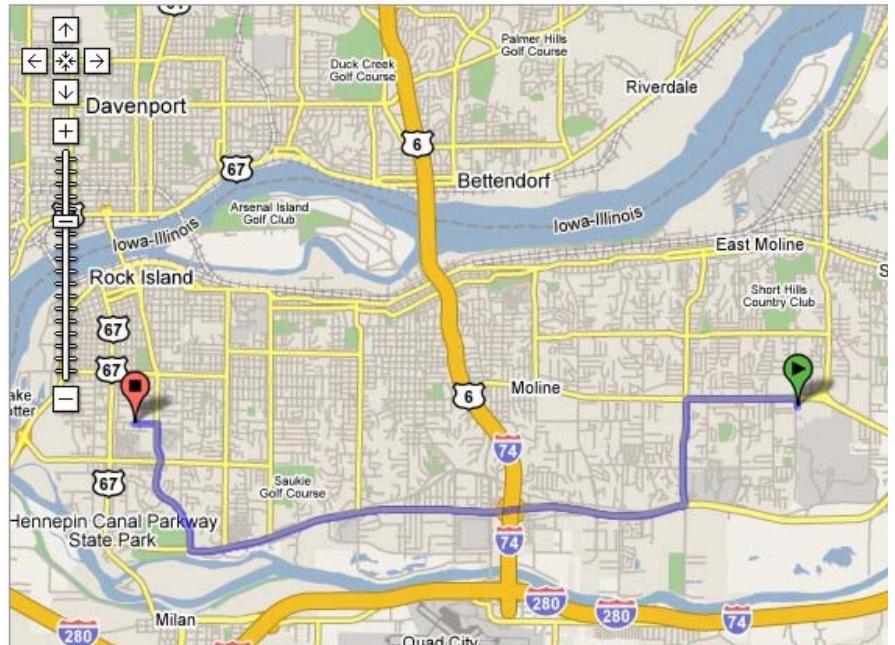 Palmer Hills
Golf Course
Duck Creek
Golf Course
Riverdale
Davenport
6
67
Bettendorf
Arsenal Island
Golf Club
Iowa-Illinois
Iowa-Illinois
East Moline
Rock Island
Short Hills
Country Club
67
67
Moline
6
74
67
Saukie
Golf Course
Hennepin Canal Parkway
State Park
74
Milan
280
280
280
74
Quad City